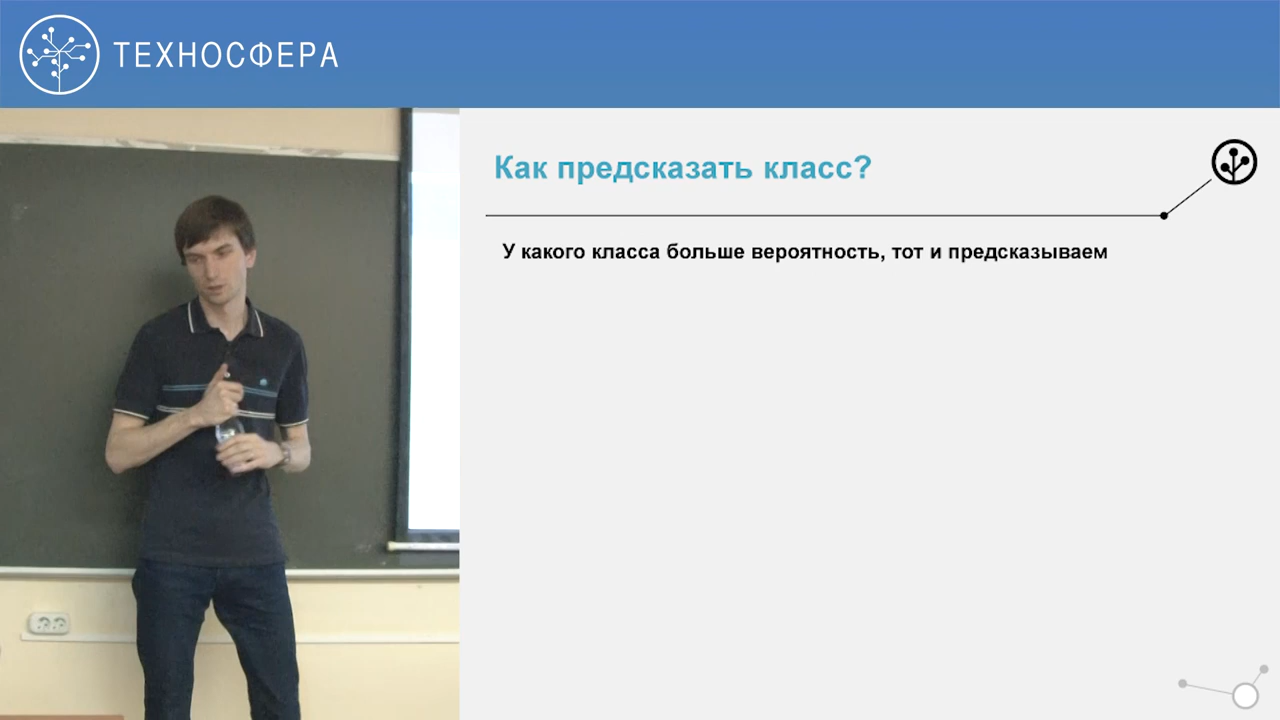 ТЕХНОСФЕРА
Как предсказать класс?
У какого класса больше вероятность, тот и предсказываем